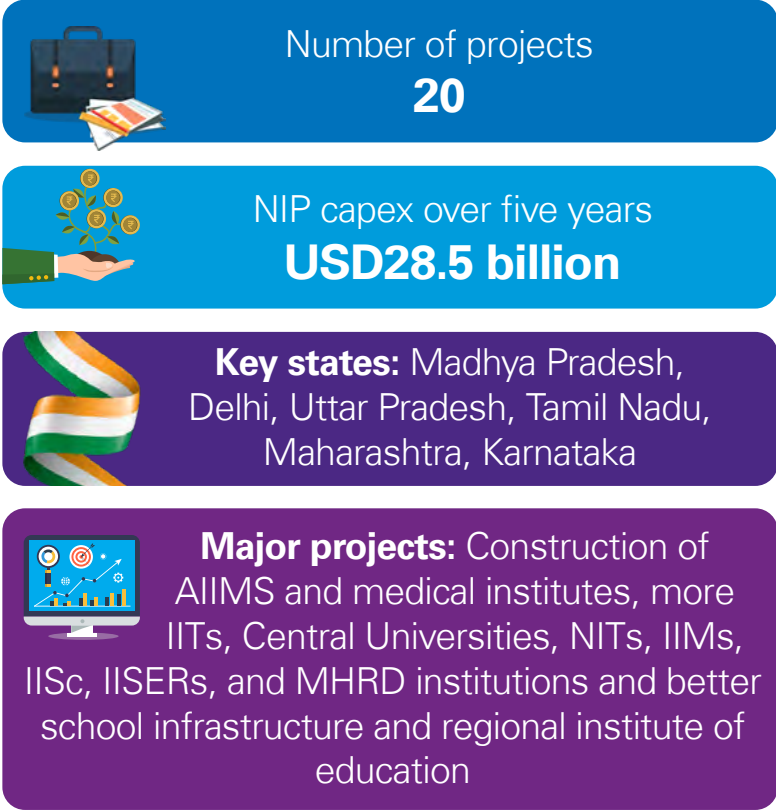 Number of projects
20
NIP capex over five years
USD28.5 billion
Key states: Madhya Pradesh,
Delhi, Uttar Pradesh, Tamil Nadu,
Maharashtra, Karnataka
Major projects: Construction of
AIIMS and medical institutes, more
IITs, Central Universities, NITs, IIMs,
IISc, IISERs, and MHRD institutions and better
school infrastructure and regional institute of
education